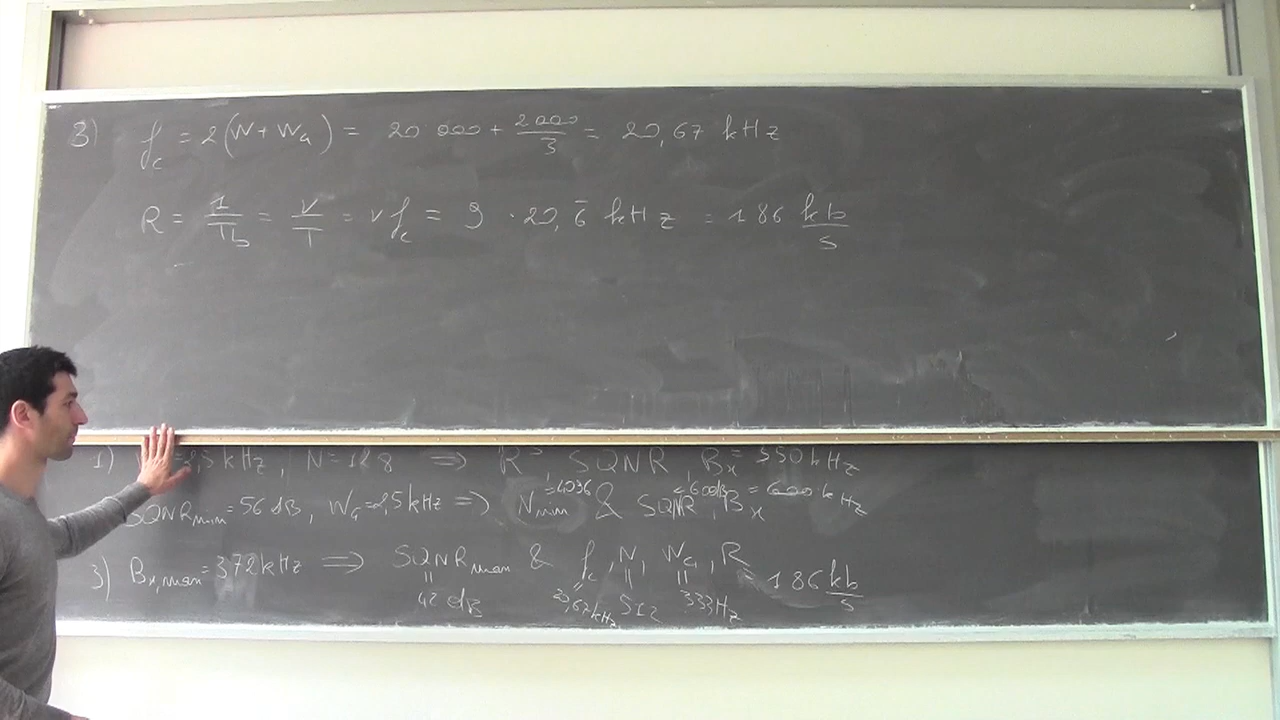 3) f_c = 2(W + W_G) = 20 000 + 2000/3 = 20,67 kHz
R = 1/T_b = ν/T = ν f_c = 9 · 20,6̄ kHz = 186 kb/s
1) ,5 kHz, N = 128 ⇒ R, SQNR, B_x = 350 kHz
SQNR_min = 56 dB, W_G = 2,5 kHz ⇒ N_min = 4096 & SQNR = 60 dB, B_x = 600 kHz
3) B_x,max = 372 kHz ⇒ SQNR_max & f_c, N, W_G, R = 186 kb/s
42 dB 20,67 kHz 512 333 Hz